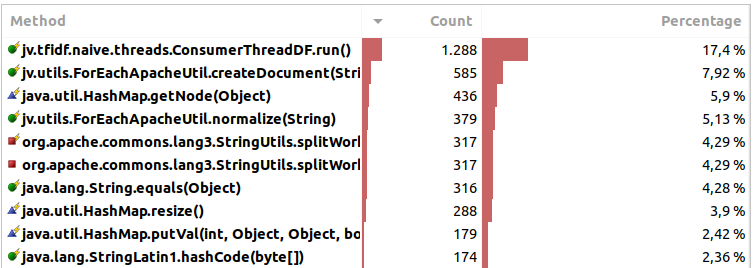 Method Count Percentage
jv.tfidf.naive.threads.ConsumerThreadDF.run() 1.288 17,4 %
jv.utils.ForEachApacheUtil.createDocument(Stri 585 7,92 %
java.util.HashMap.getNode(Object) 436 5,9 %
jv.utils.ForEachApacheUtil.normalize(String) 379 5,13 %
org.apache.commons.lang3.StringUtils.splitWorl 317 4,29 %
org.apache.commons.lang3.StringUtils.splitWorl 317 4,29 %
java.lang.String.equals(Object) 316 4,28 %
java.util.HashMap.resize() 288 3,9 %
java.util.HashMap.putVal(int, Object, Object, bo 179 2,42 %
java.lang.StringLatin1.hashCode(byte[]) 174 2,36 %